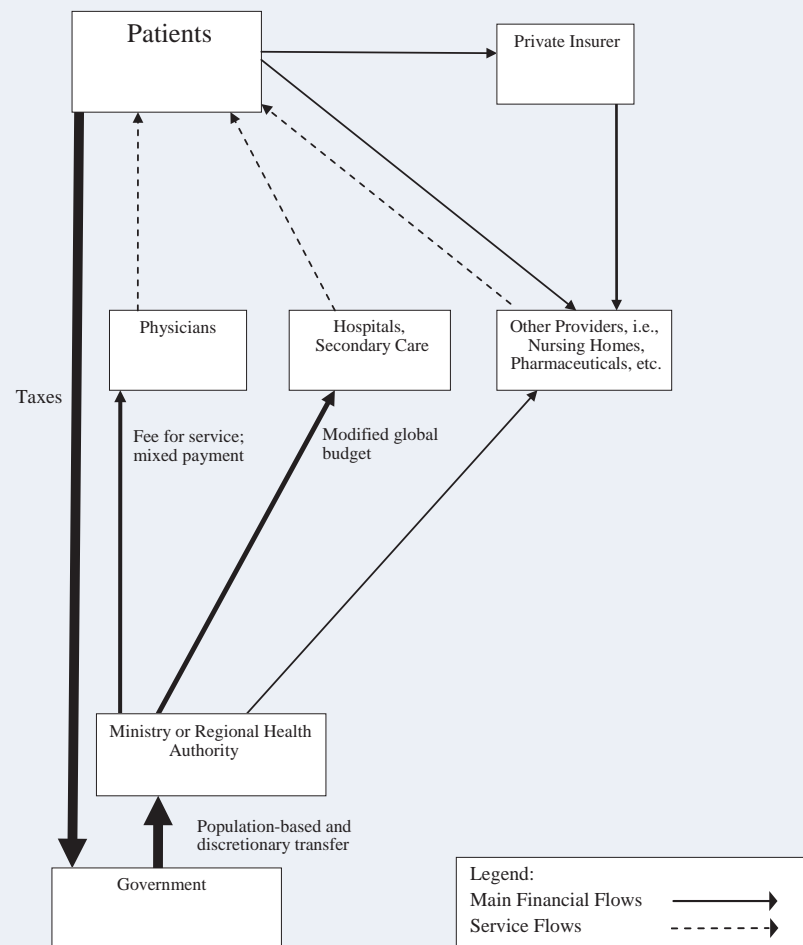 Patients
Private Insurer
Physicians
Hospitals,
Secondary Care
Other Providers, i.e.,
Nursing Homes,
Pharmaceuticals, etc.
Taxes
Fee for service;
mixed payment
Modified global
budget
Ministry or Regional Health
Authority
Population-based and
discretionary transfer
Government
Legend:
Main Financial Flows
Service Flows